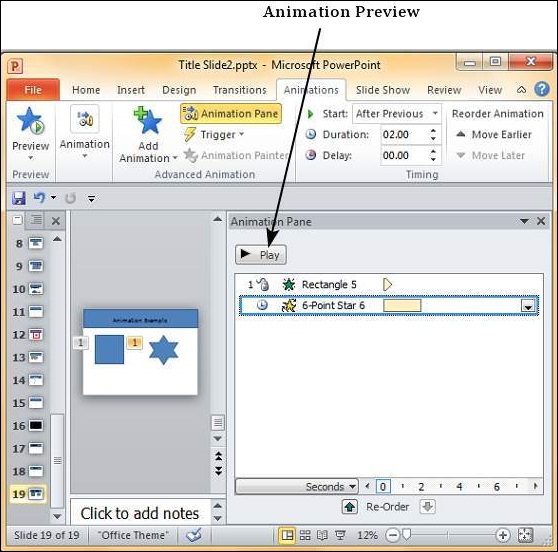 Animation Preview
Title Slide2.pptx - Microsoft PowerPoint
File Home Insert Design Transitions Animations Slide Show Review View
Preview
Animation
Add Animation
Animation Pane
Trigger
Animation Painter
Start: After Previous
Duration: 02.00
Delay: 00.00
Reorder Animation
Move Earlier
Move Later
Preview
Advanced Animation
Timing
Animation Pane
Play
1 Rectangle 5
6-Point Star 6
8
9
10
11
12
13
14
15
16
17
18
19
Animation Example
1 1
Seconds 0 2 4 6
Re-Order
Click to add notes
Slide 19 of 19 "Office Theme" 12%